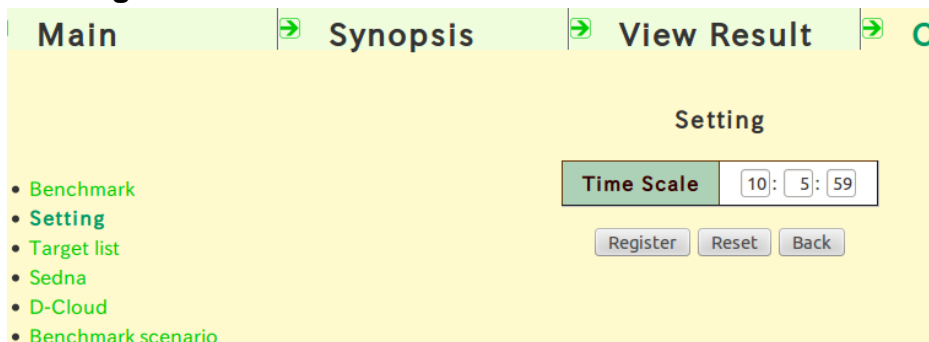 Main Synopsis View Result
Setting
Time Scale 10: 5: 59
Register Reset Back
Benchmark
Setting
Target list
Sedna
D-Cloud
Benchmark scenario